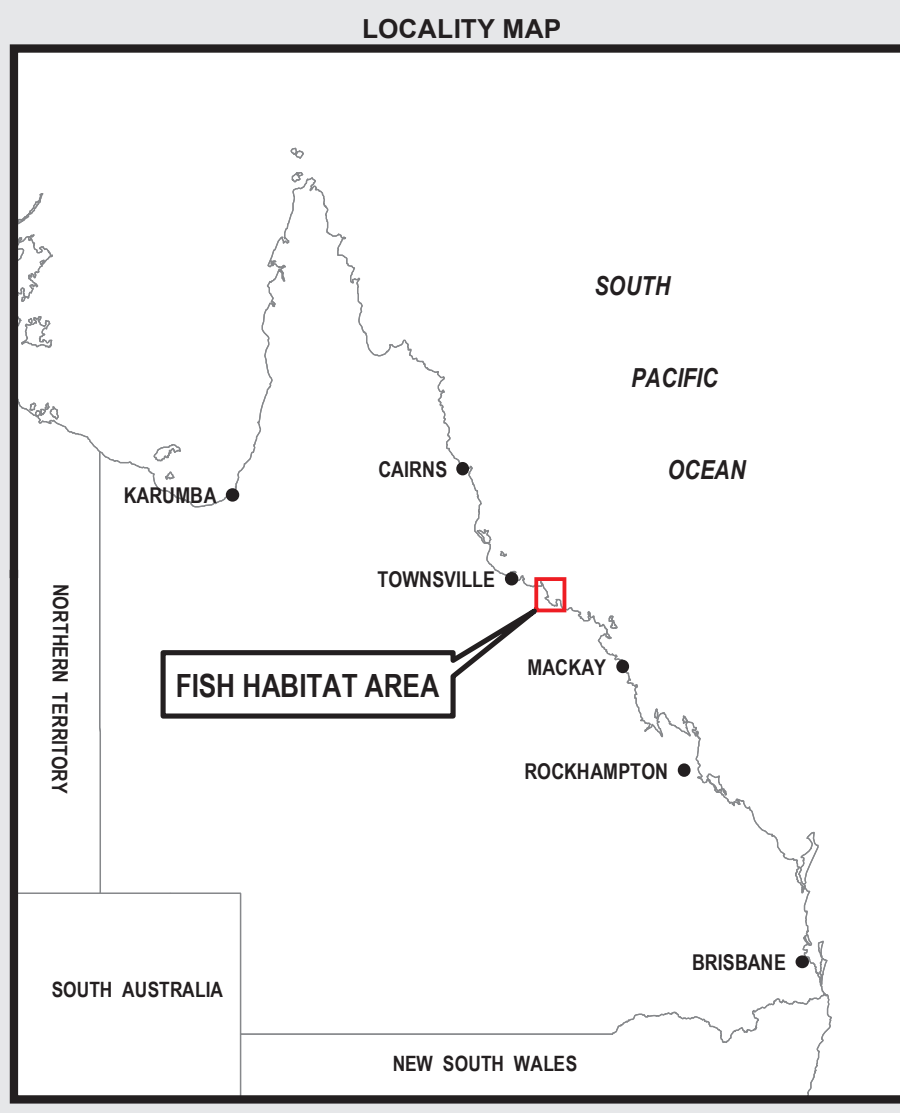 LOCALITY MAP
SOUTH
PACIFIC
OCEAN
CAIRNS
KARUMBA
TOWNSVILLE
NORTHERN TERRITORY
FISH HABITAT AREA
MACKAY
ROCKHAMPTON
BRISBANE
SOUTH AUSTRALIA
NEW SOUTH WALES